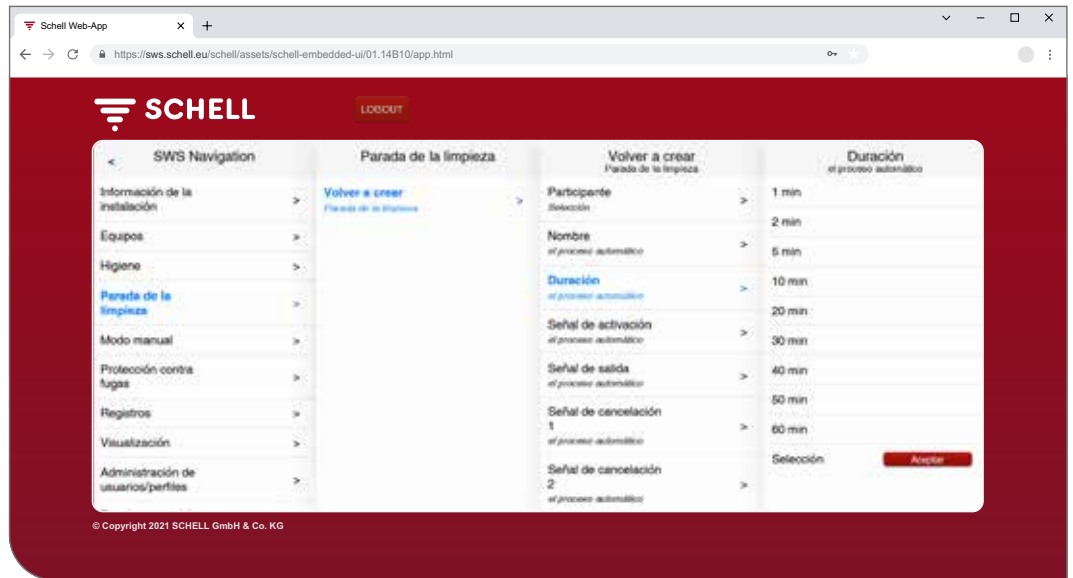 Schell Web-App
https://sws.schell.eu/schell/assets/schell-embedded-ui/01.14B10/app.html
SCHELL
LOGOUT
< SWS Navigation
Información de la
instalación >
Equipos >
Higiene >
Parada de la
limpieza >
Modo manual >
Protección contra
fugas >
Registros >
Visualización >
Administración de
usuarios/perfiles >
Parada de la limpieza
Volver a crear
Parada de la limpieza >
Volver a crear
Parada de la limpieza
Participante
Selección >
Nombre
el proceso automático >
Duración
el proceso automático >
Señal de activación
el proceso automático >
Señal de salida
el proceso automático >
Señal de cancelación
1
el proceso automático >
Señal de cancelación
2
el proceso automático >
Duración
el proceso automático
1 min
2 min
5 min
10 min
20 min
30 min
40 min
50 min
60 min
Selección Aceptar
© Copyright 2021 SCHELL GmbH & Co. KG